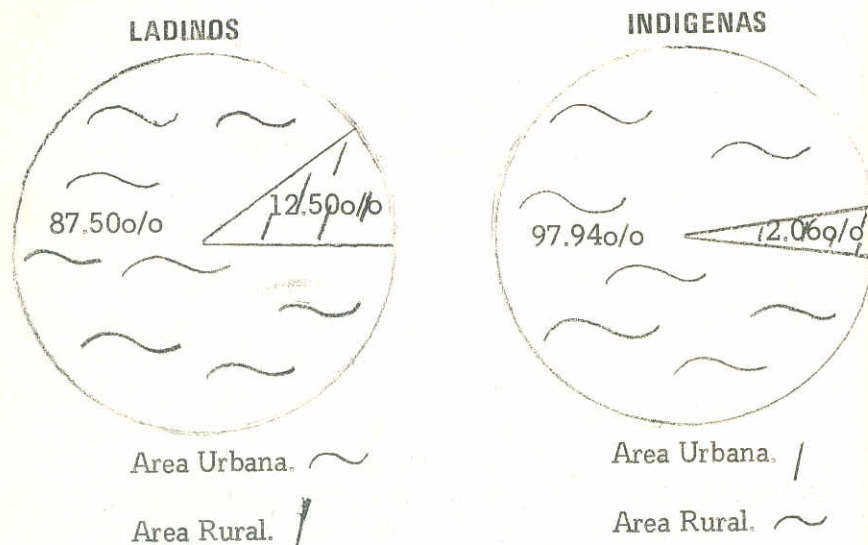 LADINOS
87.50o/o
12.50o/o
Area Urbana.
Area Rural.
INDIGENAS
97.94o/o
2.06o/o
Area Urbana.
Area Rural.